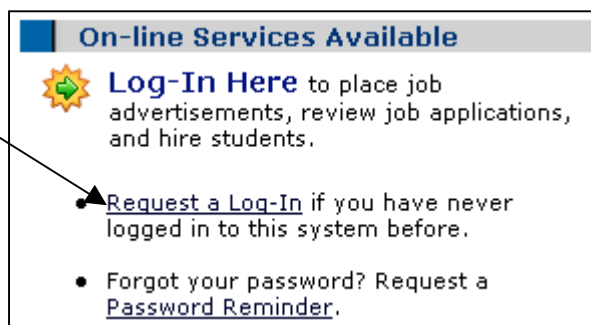 On-line Services Available
Log-In Here to place job
advertisements, review job applications,
and hire students.
• Request a Log-In if you have never
logged in to this system before.
• Forgot your password? Request a
Password Reminder.